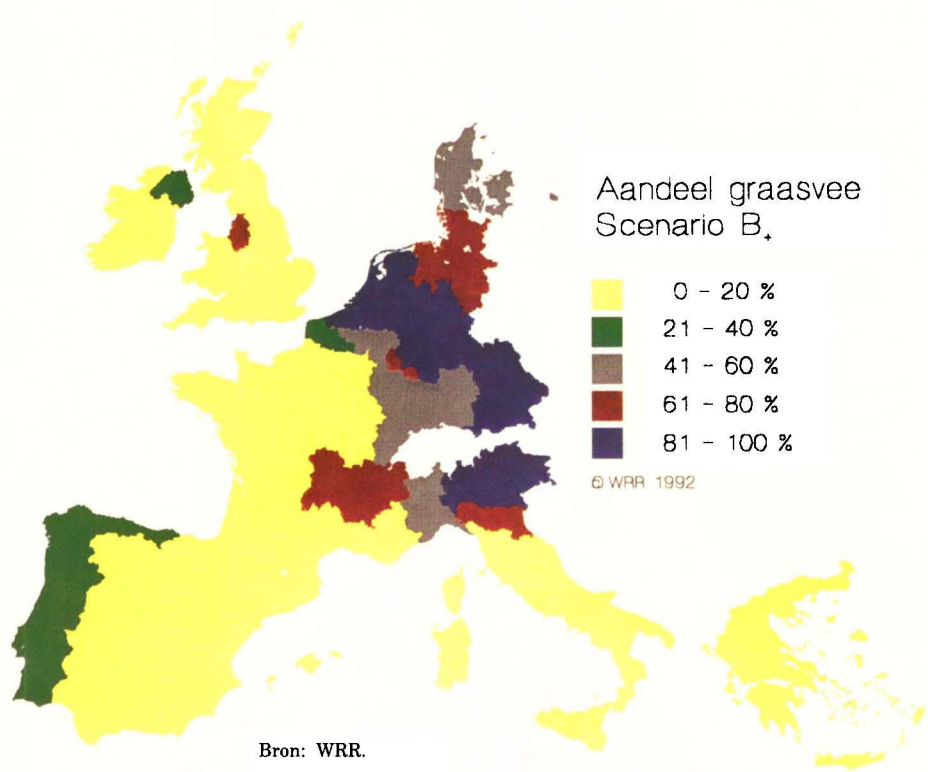 Aandeel graasvee
Scenario B+
0 - 20 %
21 - 40 %
41 - 60 %
61 - 80 %
81 - 100 %
© WRR 1992
Bron: WRR.